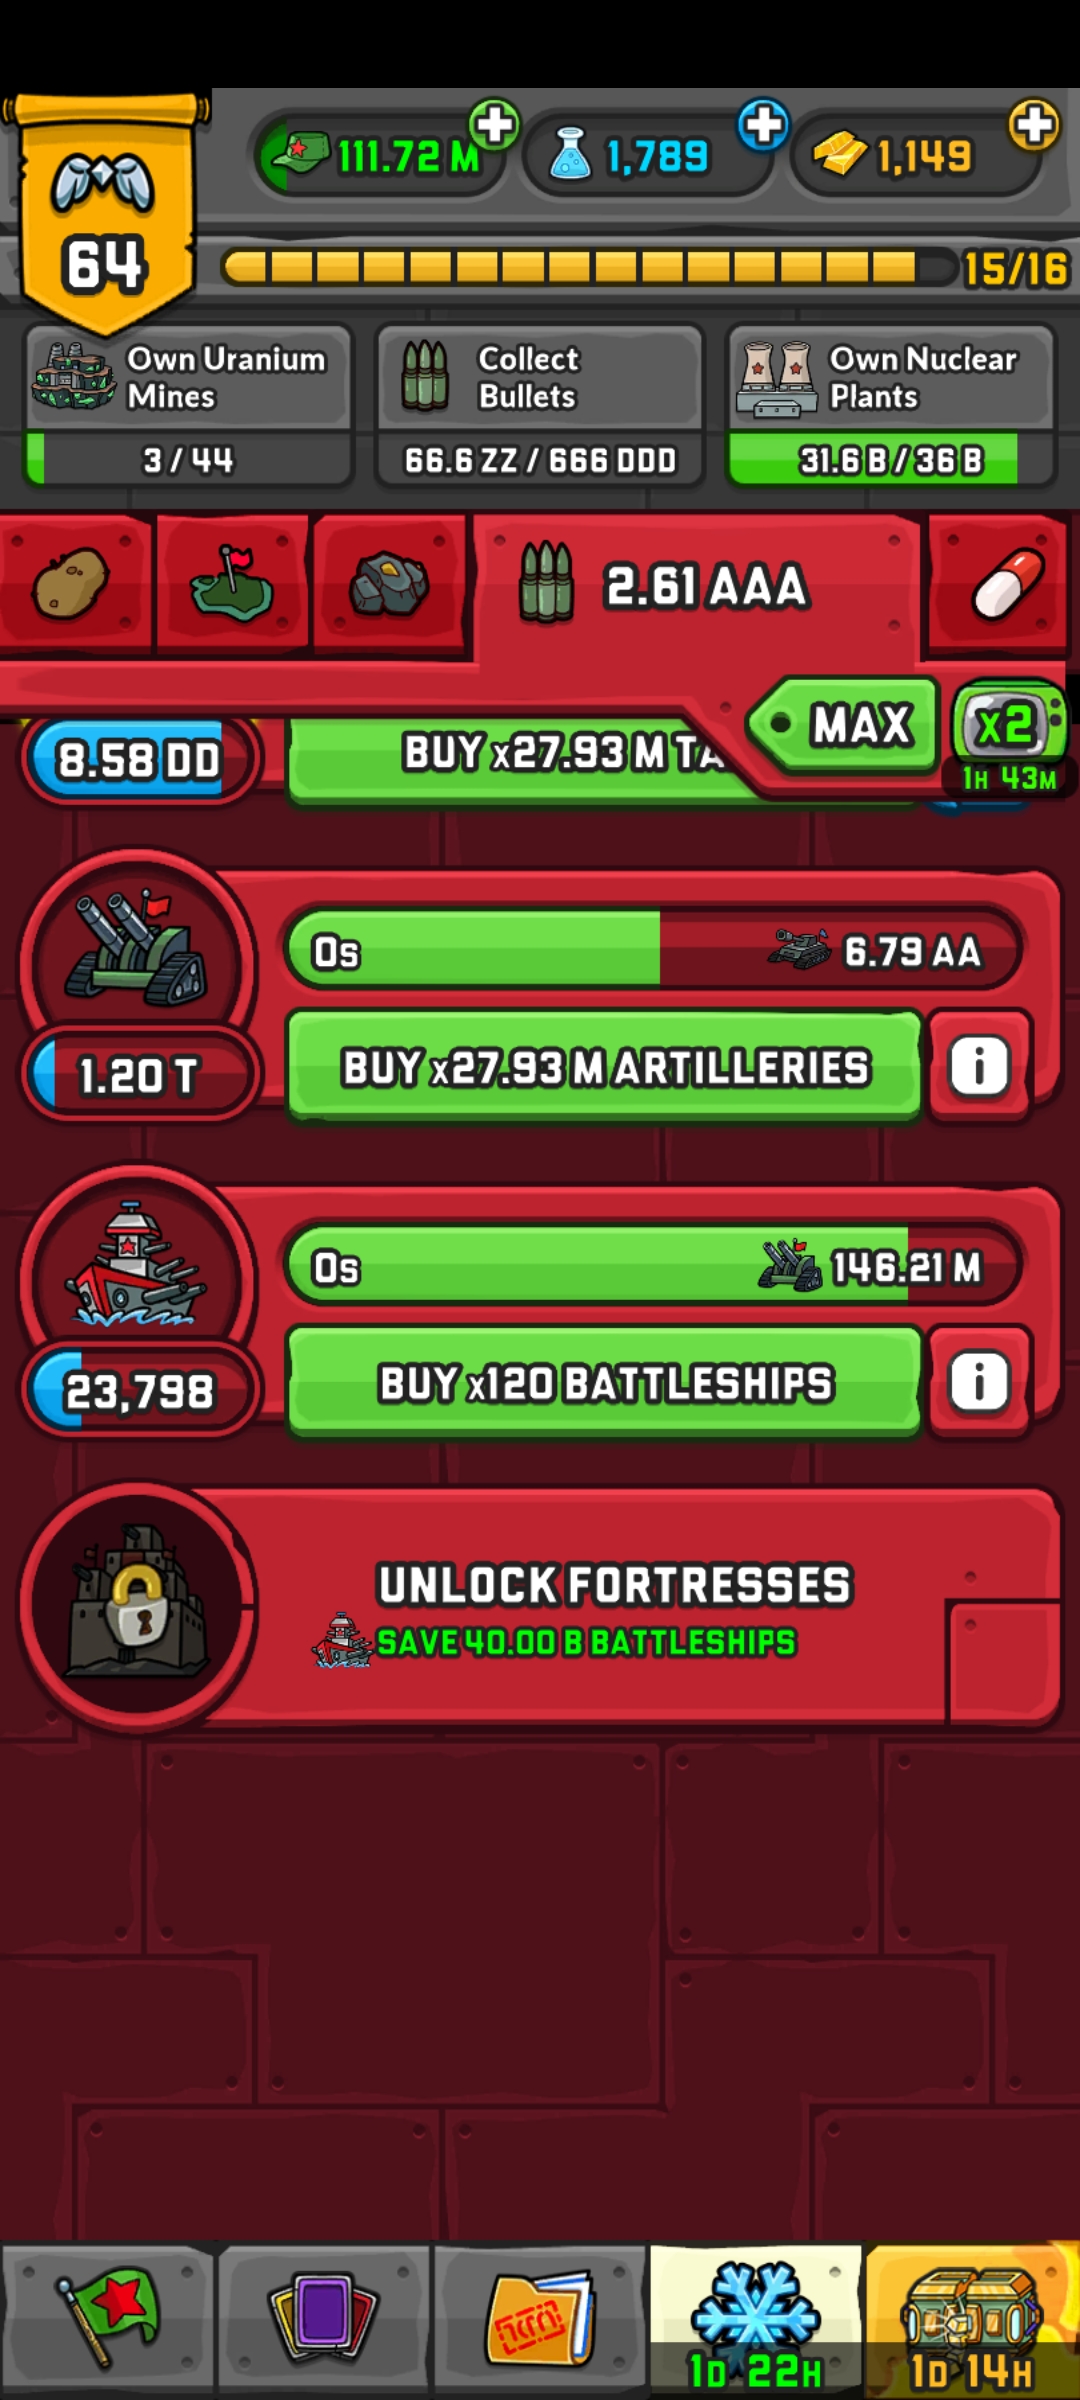 111.72 M
1,789
1,149
64
15/16
Own Uranium
Mines
3 / 44
Collect
Bullets
66.6 ZZ / 666 DDD
Own Nuclear
Plants
31.6 B / 36 B
2.61 AAA
MAX
x2
1H 43M
8.58 DD
BUY x27.93 M TA
0s
6.79 AA
1.20 T
BUY x27.93 M ARTILLERIES
i
0s
146.21 M
23,798
BUY x120 BATTLESHIPS
i
UNLOCK FORTRESSES
SAVE 40.00 B BATTLESHIPS
1D 22H
1D 14H